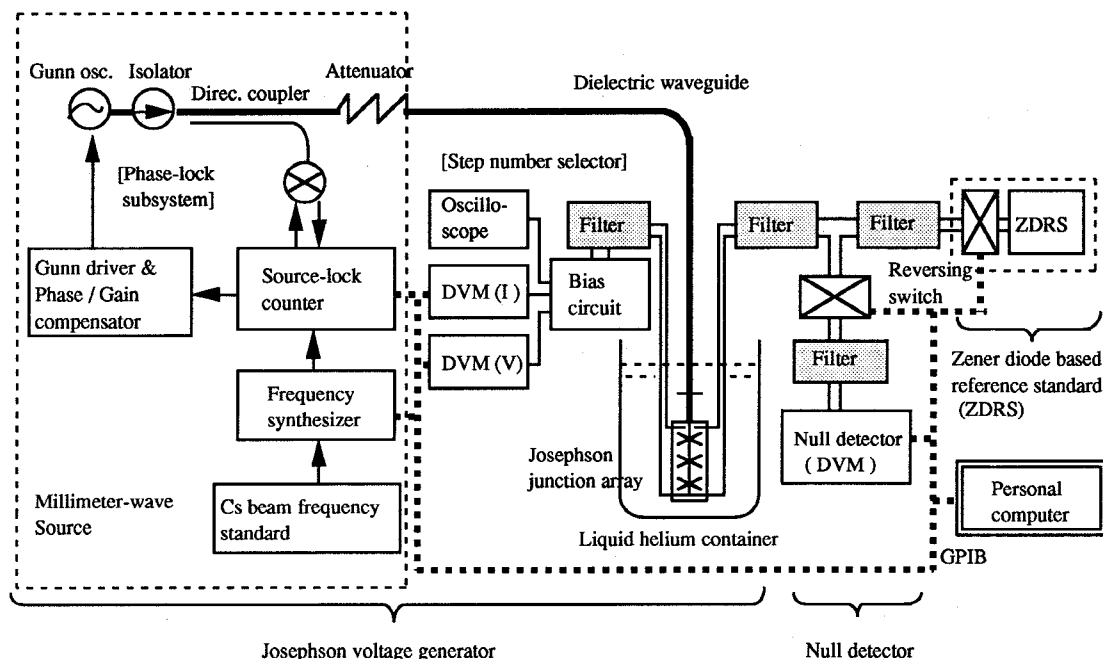 Gunn osc.
Isolator
Attenuator
Direc. coupler
Dielectric waveguide
[Phase-lock
subsystem]
[Step number selector]
Oscillo-
scope
Filter
Filter
Filter
ZDRS
Gunn driver &
Phase / Gain
compensator
Source-lock
counter
DVM (I)
Bias
circuit
Reversing
switch
DVM (V)
Filter
Zener diode based
reference standard
(ZDRS)
Frequency
synthesizer
Null detector
( DVM )
Josephson
junction array
Millimeter-wave
Source
Cs beam frequency
standard
Personal
computer
Liquid helium container
GPIB
Josephson voltage generator
Null detector